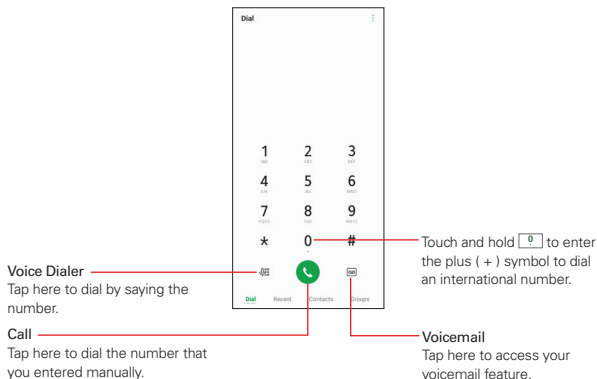 Dial
1 2 3
4 5 6
7 8 9
* 0 #
Dial Recent Contacts Groups
Touch and hold 0 to enter
the plus ( + ) symbol to dial
an international number.
Voice Dialer
Tap here to dial by saying the
number.
Call
Tap here to dial the number that
you entered manually.
Voicemail
Tap here to access your
voicemail feature.